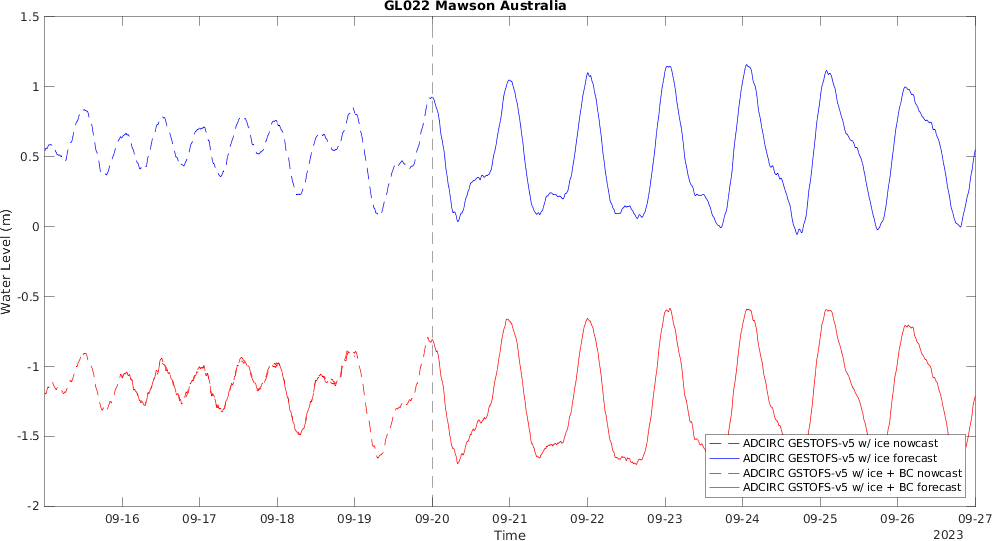 GL022 Mawson Australia
1.5
1
0.5
0
-0.5
-1
-1.5
-2
Water Level (m)
ADCIRC GESTOFS-v5 w/ ice nowcast
ADCIRC GESTOFS-v5 w/ ice forecast
ADCIRC GSTOFS-v5 w/ ice + BC nowcast
ADCIRC GSTOFS-v5 w/ ice + BC forecast
09-16 09-17 09-18 09-19 09-20 09-21 09-22 09-23 09-24 09-25 09-26 09-27
Time 2023